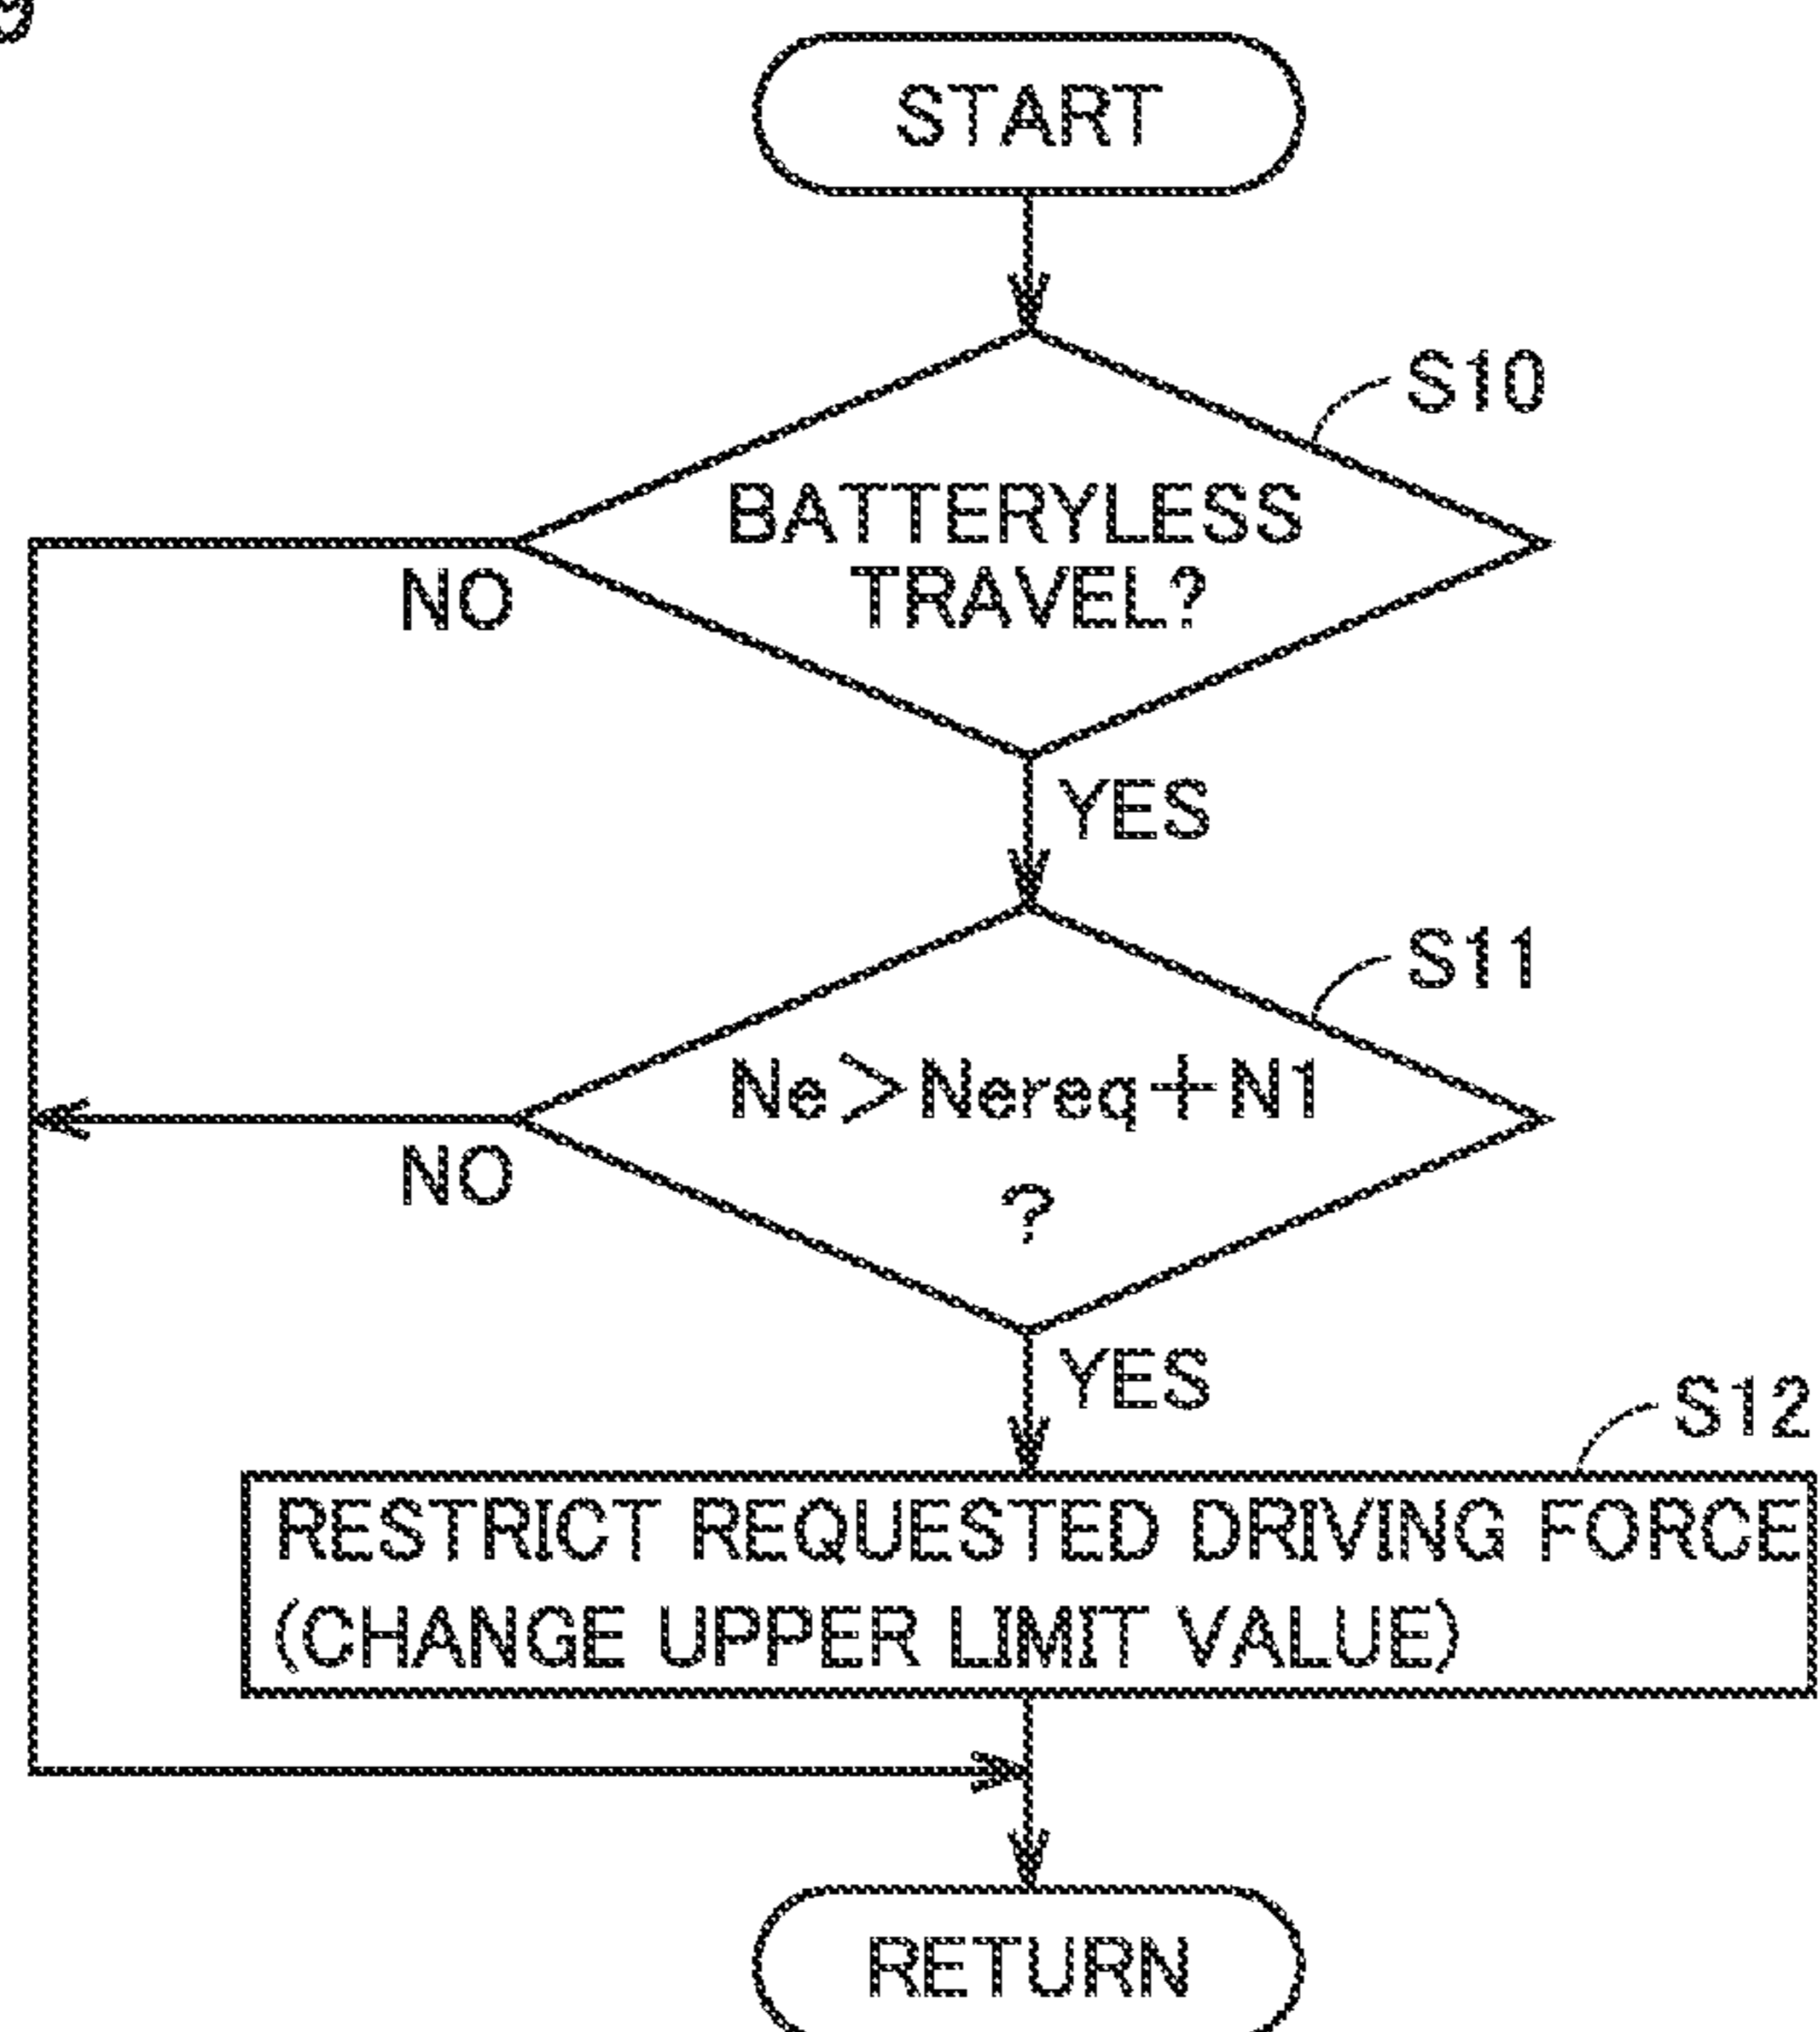 START
S10
BATTERYLESS
TRAVEL?
NO
YES
S11
Ne＞Nereq＋N1
?
NO
YES
S12
RESTRICT REQUESTED DRIVING FORCE
(CHANGE UPPER LIMIT VALUE)
RETURN